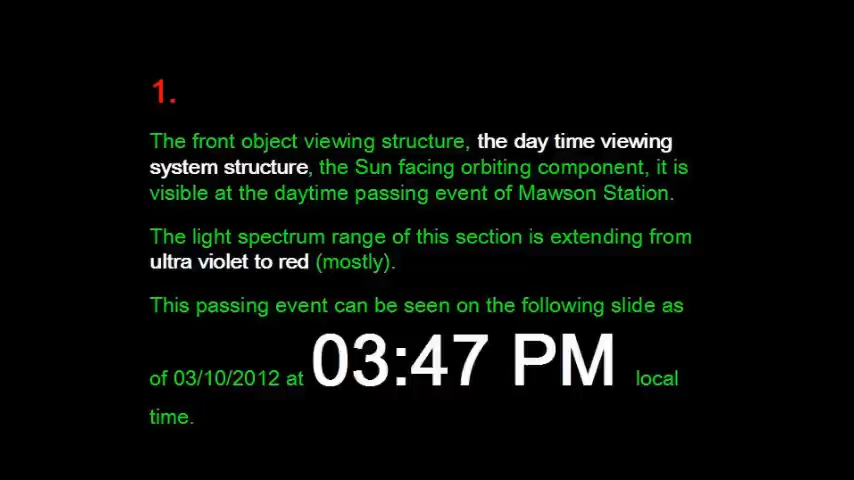 1.
The front object viewing structure, the day time viewing
system structure, the Sun facing orbiting component, it is
visible at the daytime passing event of Mawson Station.
The light spectrum range of this section is extending from
ultra violet to red (mostly).
This passing event can be seen on the following slide as
of 03/10/2012 at 03:47 PM local
time.